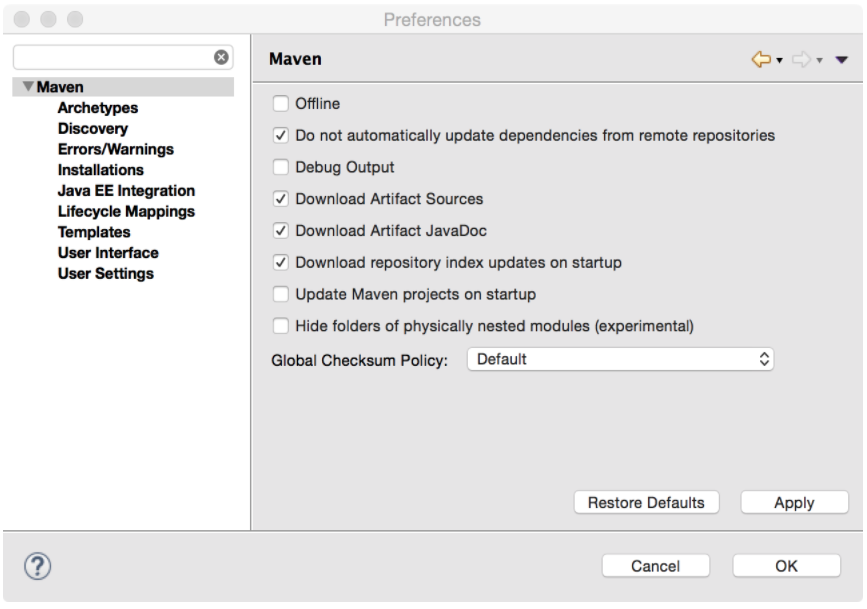 Preferences
Maven
Archetypes
Discovery
Errors/Warnings
Installations
Java EE Integration
Lifecycle Mappings
Templates
User Interface
User Settings
Maven
Offline
Do not automatically update dependencies from remote repositories
Debug Output
Download Artifact Sources
Download Artifact JavaDoc
Download repository index updates on startup
Update Maven projects on startup
Hide folders of physically nested modules (experimental)
Global Checksum Policy: Default
Restore Defaults Apply
? Cancel OK